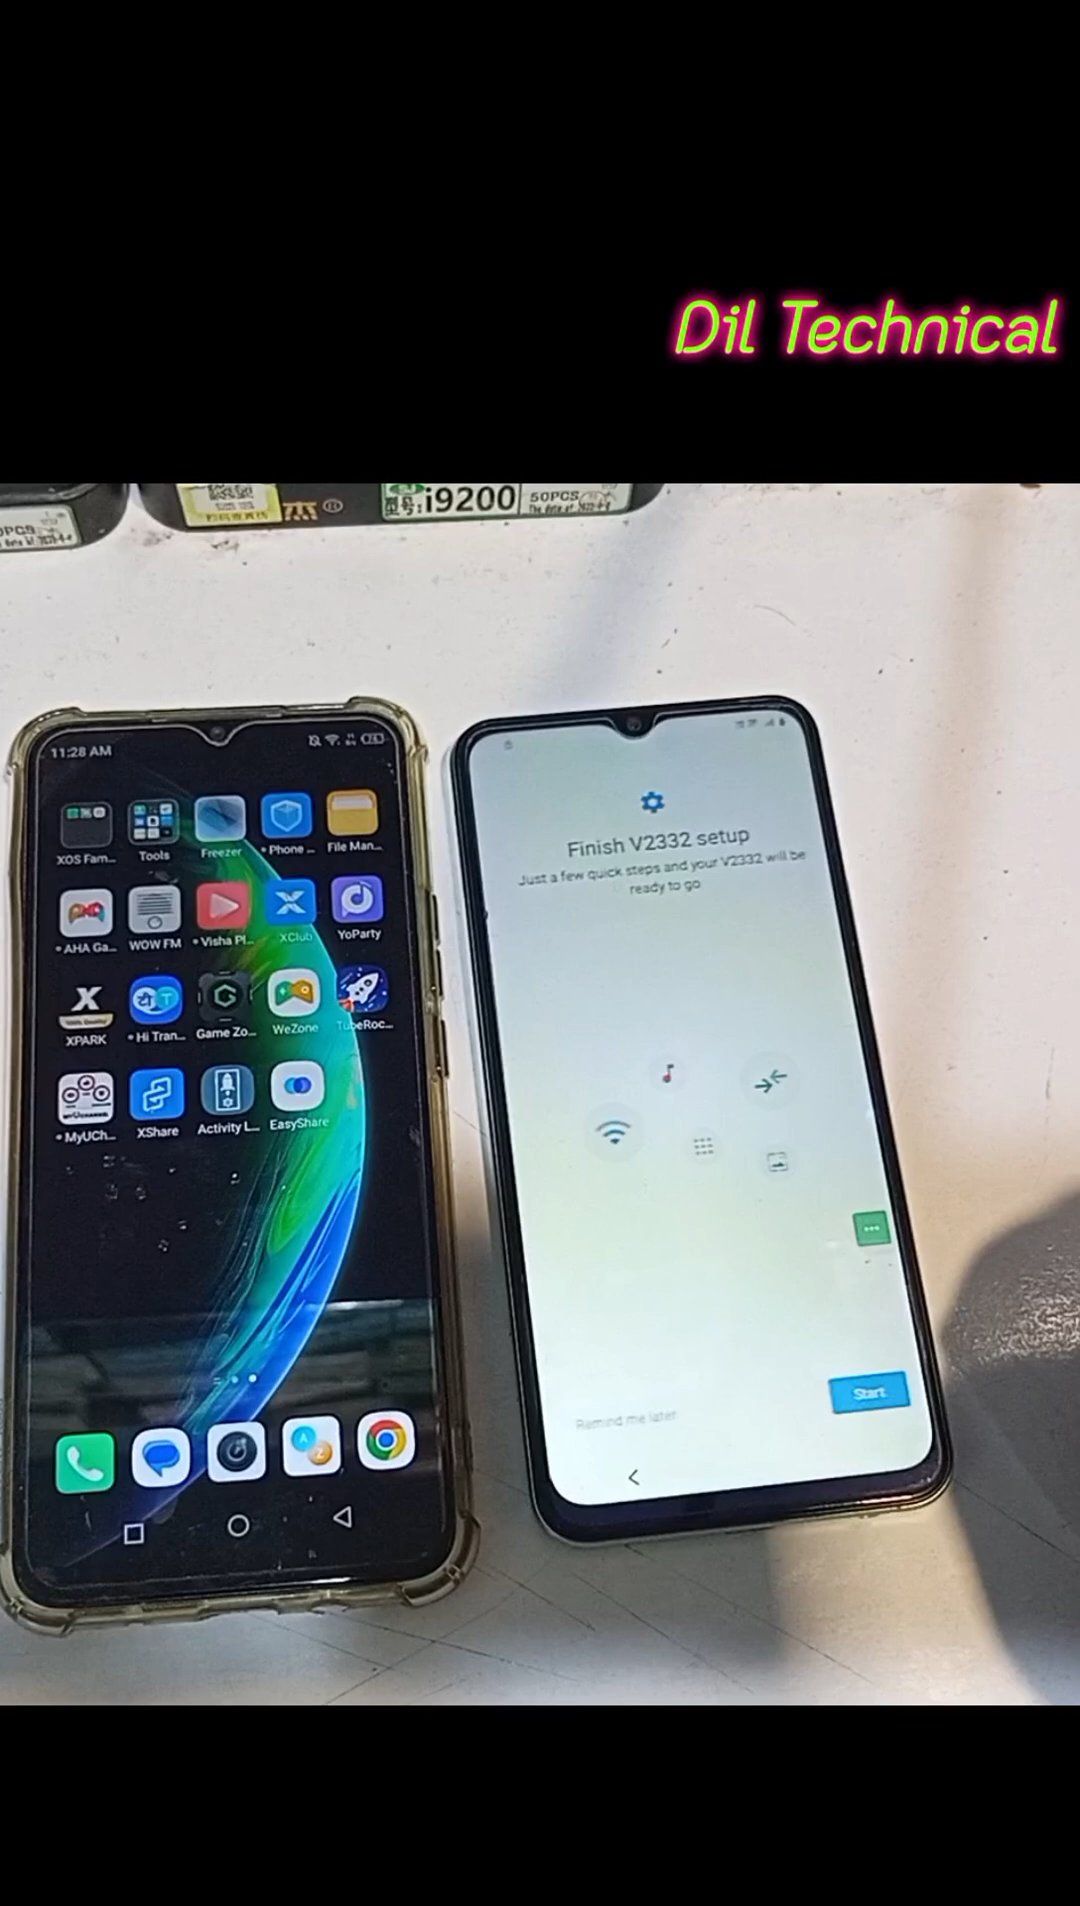 Dil Technical
型号:i9200
50PCS
11:28 AM
XOS Fam...
Tools
Freezer
Phone ...
File Man...
AHA Ga...
WOW FM
Visha Pl...
XClub
YoParty
X
XPARK
Hi Tran...
Game Zo...
WeZone
TubeRoc...
MyUCh...
XShare
Activity L...
EasyShare
A
Z
Finish V2332 setup
Just a few quick steps and your V2332 will be
ready to go
Start
Remind me later